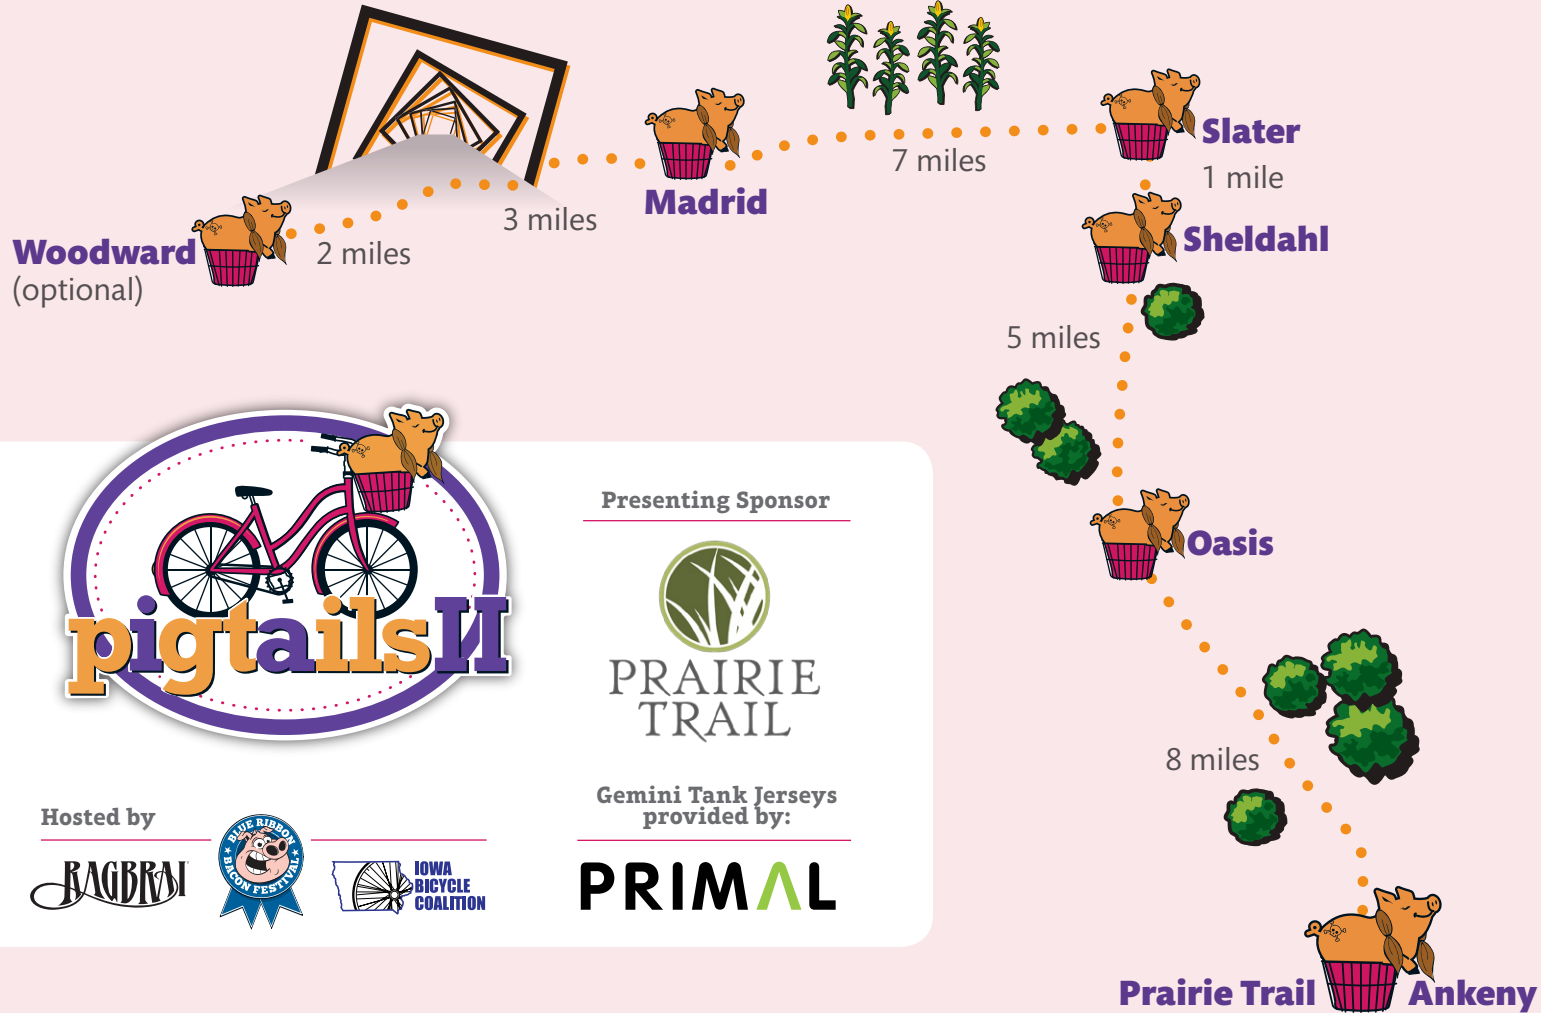 Slater
7 miles
1 mile
Madrid
3 miles
Sheldahl
Woodward
2 miles
(optional)
5 miles
Presenting Sponsor
Oasis
pigtailsII
PRAIRIE
TRAIL
8 miles
Gemini Tank Jerseys
provided by:
Hosted by
RAGBRAI
BLUE RIBBON
BACON FESTIVAL
IOWA
BICYCLE
COALITION
PRIMAL
Prairie Trail
Ankeny